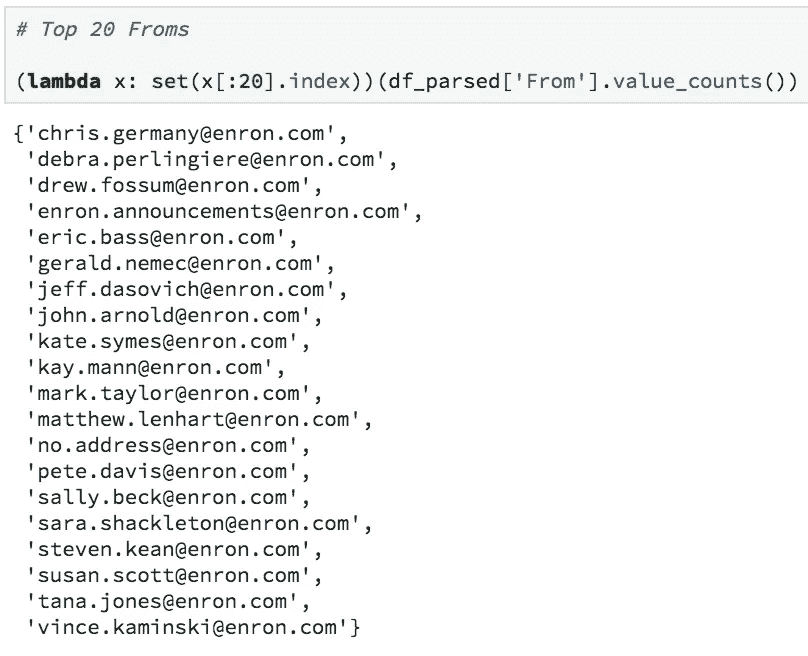 # Top 20 Froms
(lambda x: set(x[:20].index))(df_parsed['From'].value_counts())
{'chris.germany@enron.com',
'debra.perlingiere@enron.com',
'drew.fossum@enron.com',
'enron.announcements@enron.com',
'eric.bass@enron.com',
'gerald.nemec@enron.com',
'jeff.dasovich@enron.com',
'john.arnold@enron.com',
'kate.symes@enron.com',
'kay.mann@enron.com',
'mark.taylor@enron.com',
'matthew.lenhart@enron.com',
'no.address@enron.com',
'pete.davis@enron.com',
'sally.beck@enron.com',
'sara.shackleton@enron.com',
'steven.kean@enron.com',
'susan.scott@enron.com',
'tana.jones@enron.com',
'vince.kaminski@enron.com'}